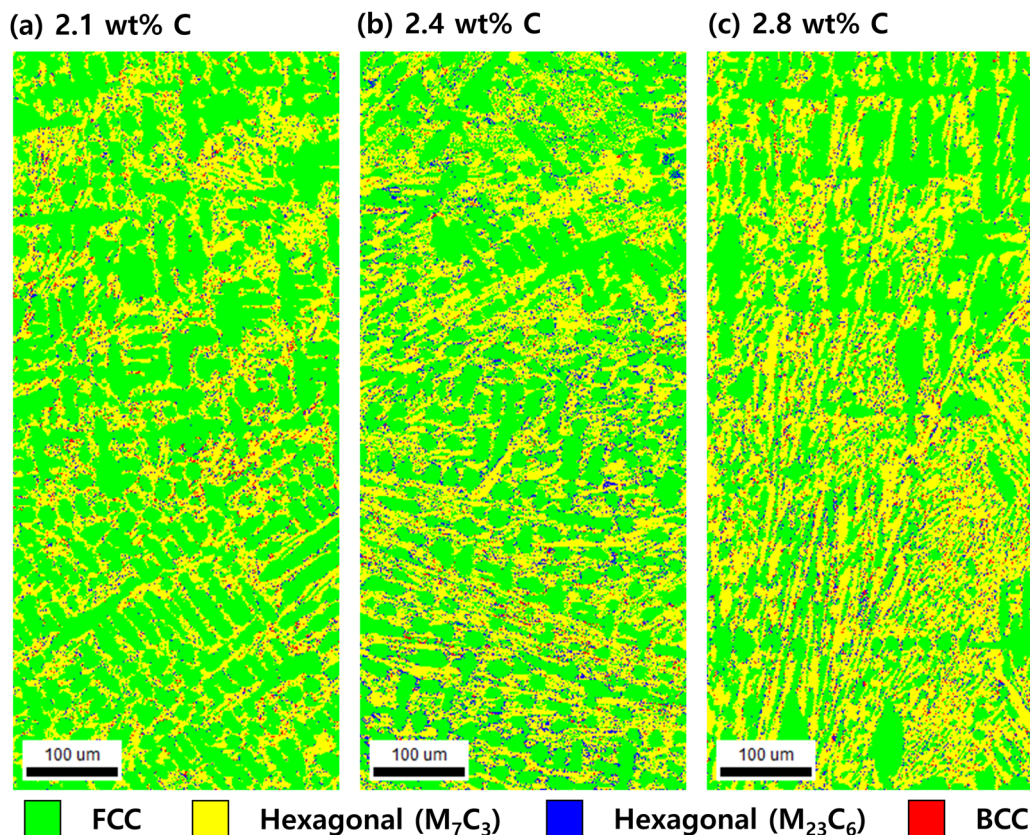 (a) 2.1 wt% C
(b) 2.4 wt% C
(c) 2.8 wt% C
100 um
100 um
100 um
FCC
Hexagonal (M₇C₃)
Hexagonal (M₂₃C₆)
BCC